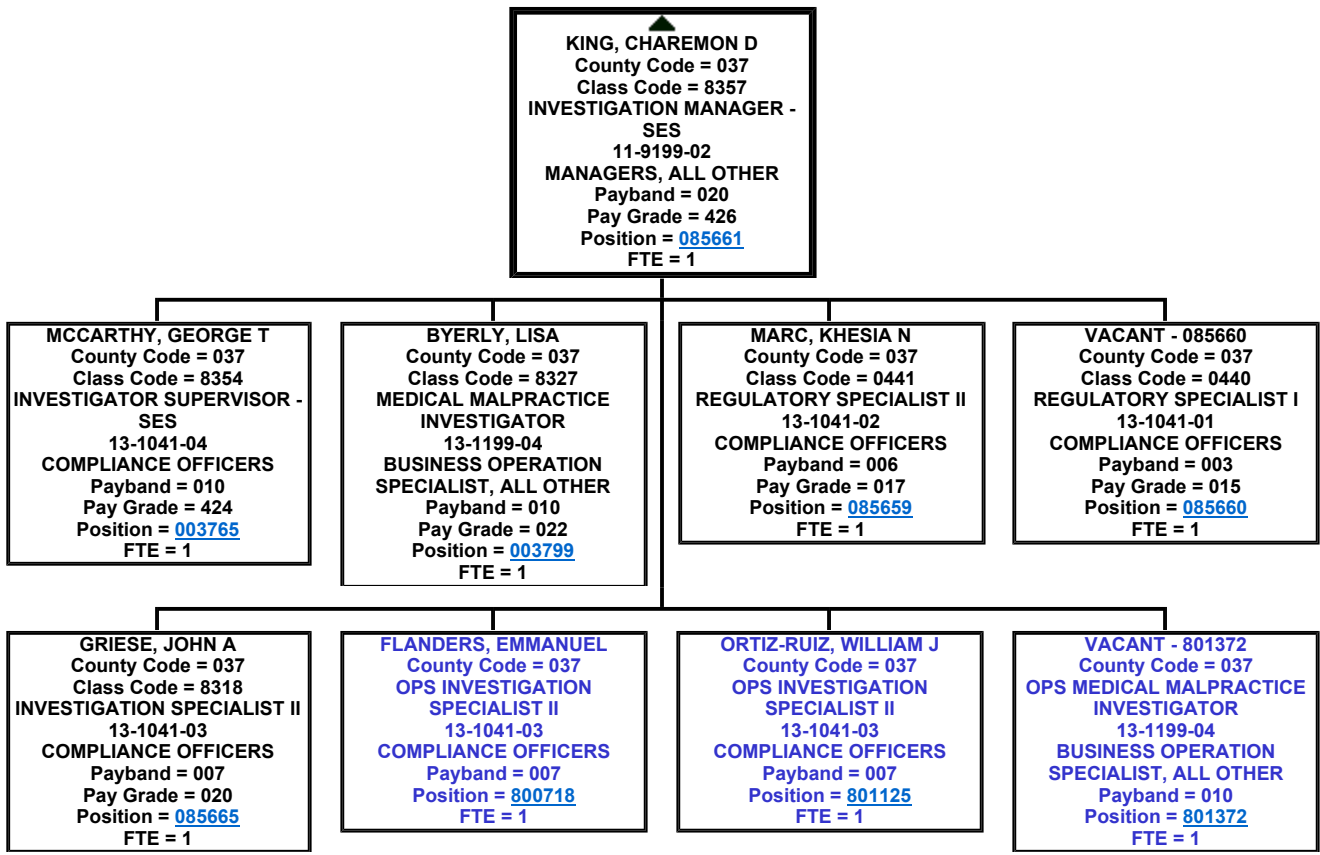 KING, CHAREMON D
County Code = 037
Class Code = 8357
INVESTIGATION MANAGER -
SES
11-9199-02
MANAGERS, ALL OTHER
Payband = 020
Pay Grade = 426
Position = 085661
FTE = 1
MCCARTHY, GEORGE T
County Code = 037
Class Code = 8354
INVESTIGATOR SUPERVISOR -
SES
13-1041-04
COMPLIANCE OFFICERS
Payband = 010
Pay Grade = 424
Position = 003765
FTE = 1
BYERLY, LISA
County Code = 037
Class Code = 8327
MEDICAL MALPRACTICE
INVESTIGATOR
13-1199-04
BUSINESS OPERATION
SPECIALIST, ALL OTHER
Payband = 010
Pay Grade = 022
Position = 003799
FTE = 1
MARC, KHESIA N
County Code = 037
Class Code = 0441
REGULATORY SPECIALIST II
13-1041-02
COMPLIANCE OFFICERS
Payband = 006
Pay Grade = 017
Position = 085659
FTE = 1
VACANT - 085660
County Code = 037
Class Code = 0440
REGULATORY SPECIALIST I
13-1041-01
COMPLIANCE OFFICERS
Payband = 003
Pay Grade = 015
Position = 085660
FTE = 1
GRIESE, JOHN A
County Code = 037
Class Code = 8318
INVESTIGATION SPECIALIST II
13-1041-03
COMPLIANCE OFFICERS
Payband = 007
Pay Grade = 020
Position = 085665
FTE = 1
FLANDERS, EMMANUEL
County Code = 037
OPS INVESTIGATION
SPECIALIST II
13-1041-03
COMPLIANCE OFFICERS
Payband = 007
Position = 800718
FTE = 1
ORTIZ-RUIZ, WILLIAM J
County Code = 037
OPS INVESTIGATION
SPECIALIST II
13-1041-03
COMPLIANCE OFFICERS
Payband = 007
Position = 801125
FTE = 1
VACANT - 801372
County Code = 037
OPS MEDICAL MALPRACTICE
INVESTIGATOR
13-1199-04
BUSINESS OPERATION
SPECIALIST, ALL OTHER
Payband = 010
Position = 801372
FTE = 1